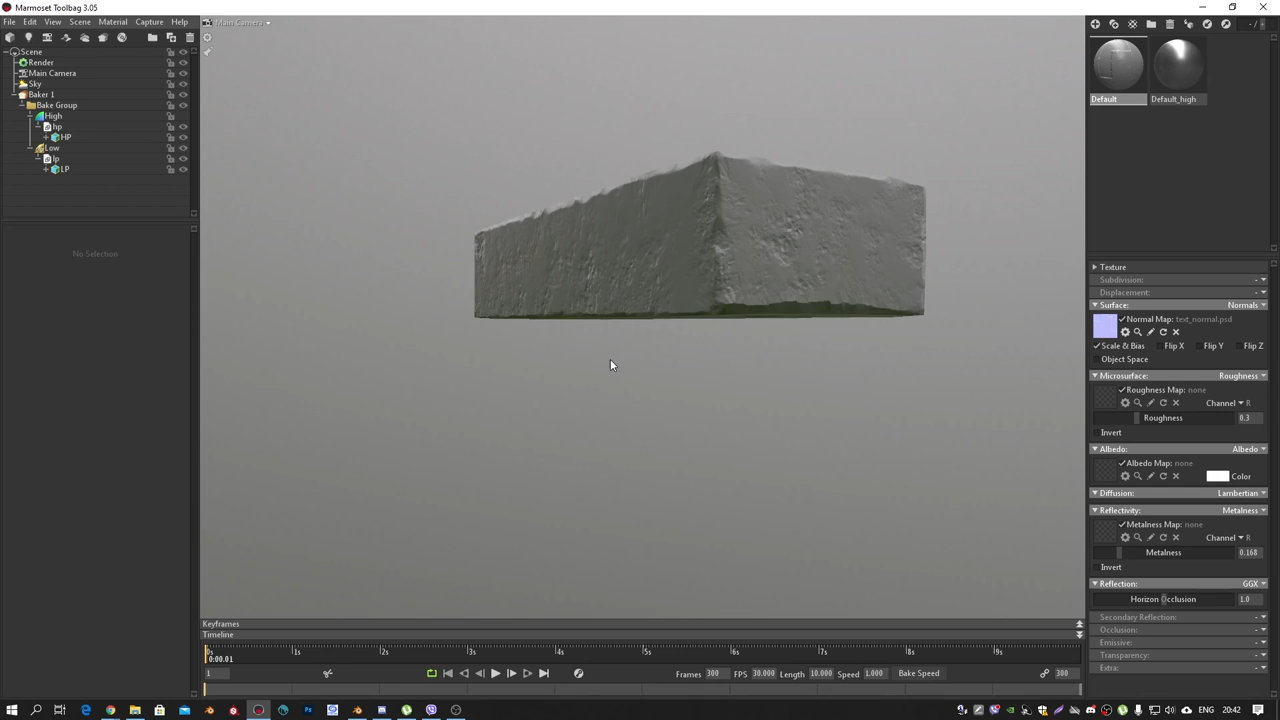 Marmoset Toolbag 3.05
File Edit View Scene Material Capture Help
Main Camera
Scene
Render
Main Camera
Sky
Baker 1
Bake Group
High
hp
HP
Low
lp
LP
No Selection
Default Default_high
Texture
Subdivision:
Displacement:
Surface: Normals
Normal Map: text_normal.psd
Scale & Bias Flip X Flip Y Flip Z
Object Space
Microsurface: Roughness
Roughness Map: none
Channel R
Roughness 0.3
Invert
Albedo: Albedo
Albedo Map: none
Color
Diffusion: Lambertian
Reflectivity: Metalness
Metalness Map: none
Channel R
Metalness 0.168
Invert
Reflection: GGX
Horizon Occlusion 1.0
Secondary Reflection:
Occlusion:
Emissive:
Transparency:
Extra:
Keyframes
Timeline
0s 1s 2s 3s 4s 5s 6s 7s 8s 9s
0:00.01
1 Frames 300 FPS 30.000 Length 10.000 Speed 1.000 Bake Speed 300
ENG 20:42